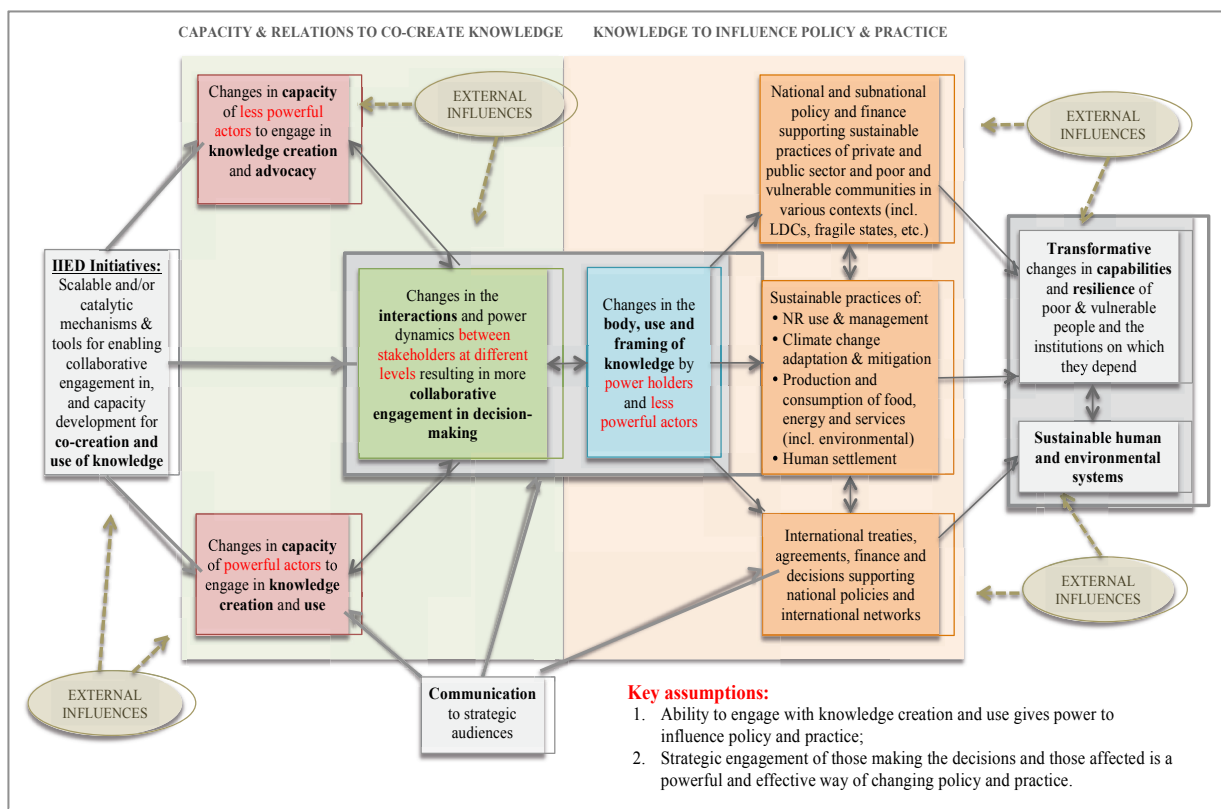 CAPACITY & RELATIONS TO CO-CREATE KNOWLEDGE
KNOWLEDGE TO INFLUENCE POLICY & PRACTICE
IIED Initiatives:
Scalable and/or
catalytic
mechanisms &
tools for enabling
collaborative
engagement in,
and capacity
development for
co-creation and
use of knowledge
Changes in capacity
of less powerful
actors to engage in
knowledge creation
and advocacy
EXTERNAL
INFLUENCES
Changes in the
interactions and power
dynamics between
stakeholders at different
levels resulting in more
collaborative
engagement in decision-
making
Changes in capacity
of powerful actors to
engage in knowledge
creation and use
EXTERNAL
INFLUENCES
Communication
to strategic
audiences
Changes in the
body, use and
framing of
knowledge by
power holders
and less
powerful actors
National and subnational
policy and finance
supporting sustainable
practices of private and
public sector and poor and
vulnerable communities in
various contexts (incl.
LDCs, fragile states, etc.)
Sustainable practices of:
• NR use & management
• Climate change
adaptation & mitigation
• Production and
consumption of food,
energy and services
(incl. environmental)
• Human settlement
International treaties,
agreements, finance and
decisions supporting
national policies and
international networks
EXTERNAL
INFLUENCES
Transformative
changes in capabilities
and resilience of
poor & vulnerable
people and the
institutions on which
they depend
Sustainable human
and environmental
systems
EXTERNAL
INFLUENCES
Key assumptions:
1. Ability to engage with knowledge creation and use gives power to
influence policy and practice;
2. Strategic engagement of those making the decisions and those affected is a
powerful and effective way of changing policy and practice.